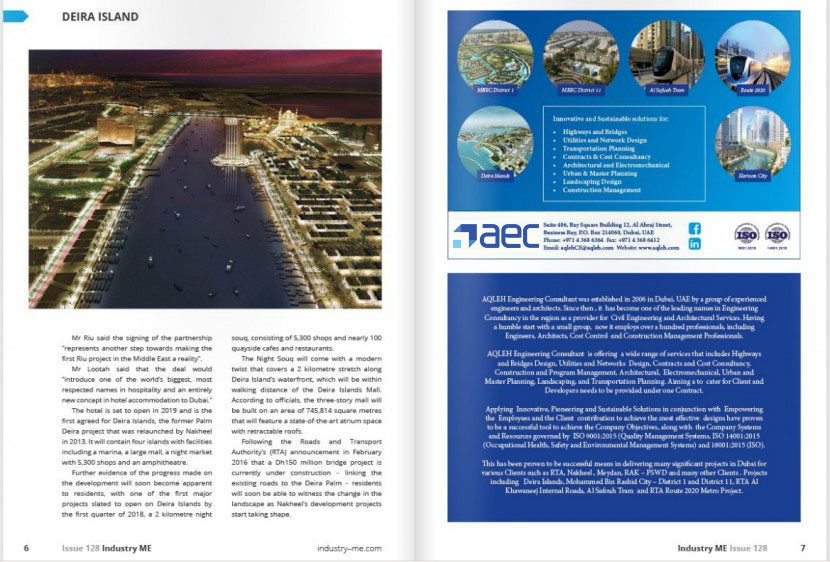 DEIRA ISLAND
Mr Riu said the signing of the partnership
"represents another step towards making the
first Riu project in the Middle East a reality".
Mr Lootah said that the deal would
"introduce one of the world's biggest, most
respected names in hospitality and an entirely
new concept in hotel accommodation to Dubai."
The hotel is set to open in 2019 and is the
first agreed for Deira Islands, the former Palm
Deira project that was relaunched by Nakheel
in 2013. It will contain four islands with facilities
including a marina, a large mall, a night market
with 5,300 shops and an amphitheatre.
Further evidence of the progress made on
the development will soon become apparent
to residents, with one of the first major
projects slated to open on Deira Islands by
the first quarter of 2018, a 2 kilometre night
souq, consisting of 5,300 shops and nearly 100
quayside cafes and restaurants.
The Night Souq will come with a modern
twist that covers a 2 kilometre stretch along
Deira Island's waterfront, which will be within
walking distance of the Deira Islands Mall.
According to officials, the three-story mall will
be built on an area of 745,814 square metres
that will feature a state-of-the-art atrium space
with retractable roofs.
Following the Roads and Transport
Authority's (RTA) announcement in February
2016 that a Dh150 million bridge project is
currently under construction – linking the
existing roads to the Deira Palm – residents
will soon be able to witness the change in the
landscape as Nakheel's development projects
start taking shape.
6 Issue 128 Industry ME industry-me.com
MBRC District 1 MBRC District 11 Al Safouh Tram Route 2020
Deira Islands
Horizon City
Innovative and Sustainable solutions for:
• Highways and Bridges
• Utilities and Network Design
• Transportation Planning
• Contracts & Cost Consultancy
• Architectural and Electromechanical
• Urban & Master Planning
• Landscaping Design
• Construction Management
aec
Suite 406, Bay Square Building 12, Al Abraj Street,
Business Bay, P.O. Box 214068, Dubai, UAE
Phone: +971 4 368 6364 Fax: +971 4 368 6412
Email: aqlehCE@aqleh.com Website: www.aqleh.com
f
in
ISO ISO
9001:2015 14001:2015
AQLEH Engineering Consultant was established in 2006 in Dubai, UAE by a group of experienced
engineers and architects. Since then , it has become one of the leading names in Engineering
Consultancy in the region as a provider for Civil Engineering and Architectural Services. Having
a humble start with a small group, now it employs over a hundred professionals, including
Engineers, Architects, Cost Control and Construction Management Professionals.
AQLEH Engineering Consultant is offering a wide range of services that includes Highways
and Bridges Design, Utilities and Networks Design, Contracts and Cost Consultancy,
Construction and Program Management, Architectural, Electromechanical, Urban and
Master Planning, Landscaping, and Transportation Planning. Aiming a to cater for Client and
Developers needs to be provided under one Contract.
Applying Innovative, Pioneering and Sustainable Solutions in conjunction with Empowering
the Employees and the Client contribution to achieve the most effective designs have proven
to be a successful tool to achieve the Company Objectives, along with the Company Systems
and Resources governed by ISO 9001:2015 (Quality Management Systems, ISO 14001:2015
(Occupational Health, Safety and Environmental Management Systems) and 18001:2015 (ISO).
This has been proven to be successful means in delivering many significant projects in Dubai for
various Clients such as RTA, Nakheel , Meydan, RAK – PSWD and many other Clients . Projects
including Deira Islands, Mohammed Bin Rashid City – District 1 and District 11, RTA Al
Khawaneej Internal Roads, Al Safouh Tram and RTA Route 2020 Metro Project.
Industry ME Issue 128 7